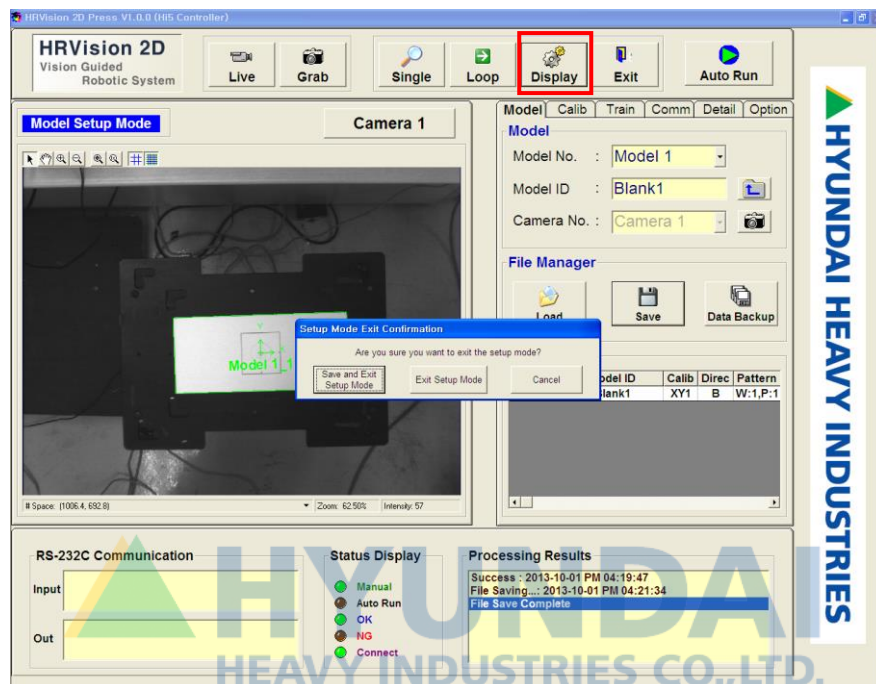 HRVision 2D Press V1.0.0 (Hi5 Controller)
HRVision 2D
Vision Guided
Robotic System
Live
Grab
Single
Loop
Display
Exit
Auto Run
Model Setup Mode
Camera 1
Model Calib Train Comm Detail Option
Model
Model No. : Model 1
Model ID : Blank1
Camera No. : Camera 1
File Manager
Load
Save
Data Backup
Setup Mode Exit Confirmation
Are you sure you want to exit the setup mode?
Save and Exit
Setup Mode
Exit Setup Mode
Cancel
Y
Model 1_1
odel ID Calib Direc Pattern
lank1 XY1 B W:1,P:1
# Space: (1006.4, 692.8)
Zoom: 62.50%
Intensity: 57
RS-232C Communication
Input
Out
Status Display
Manual
Auto Run
OK
NG
Connect
Processing Results
Success : 2013-10-01 PM 04:19:47
File Saving...: 2013-10-01 PM 04:21:34
File Save Complete
HYUNDAI HEAVY INDUSTRIES
HYUNDAI
HEAVY INDUSTRIES CO.,LTD.